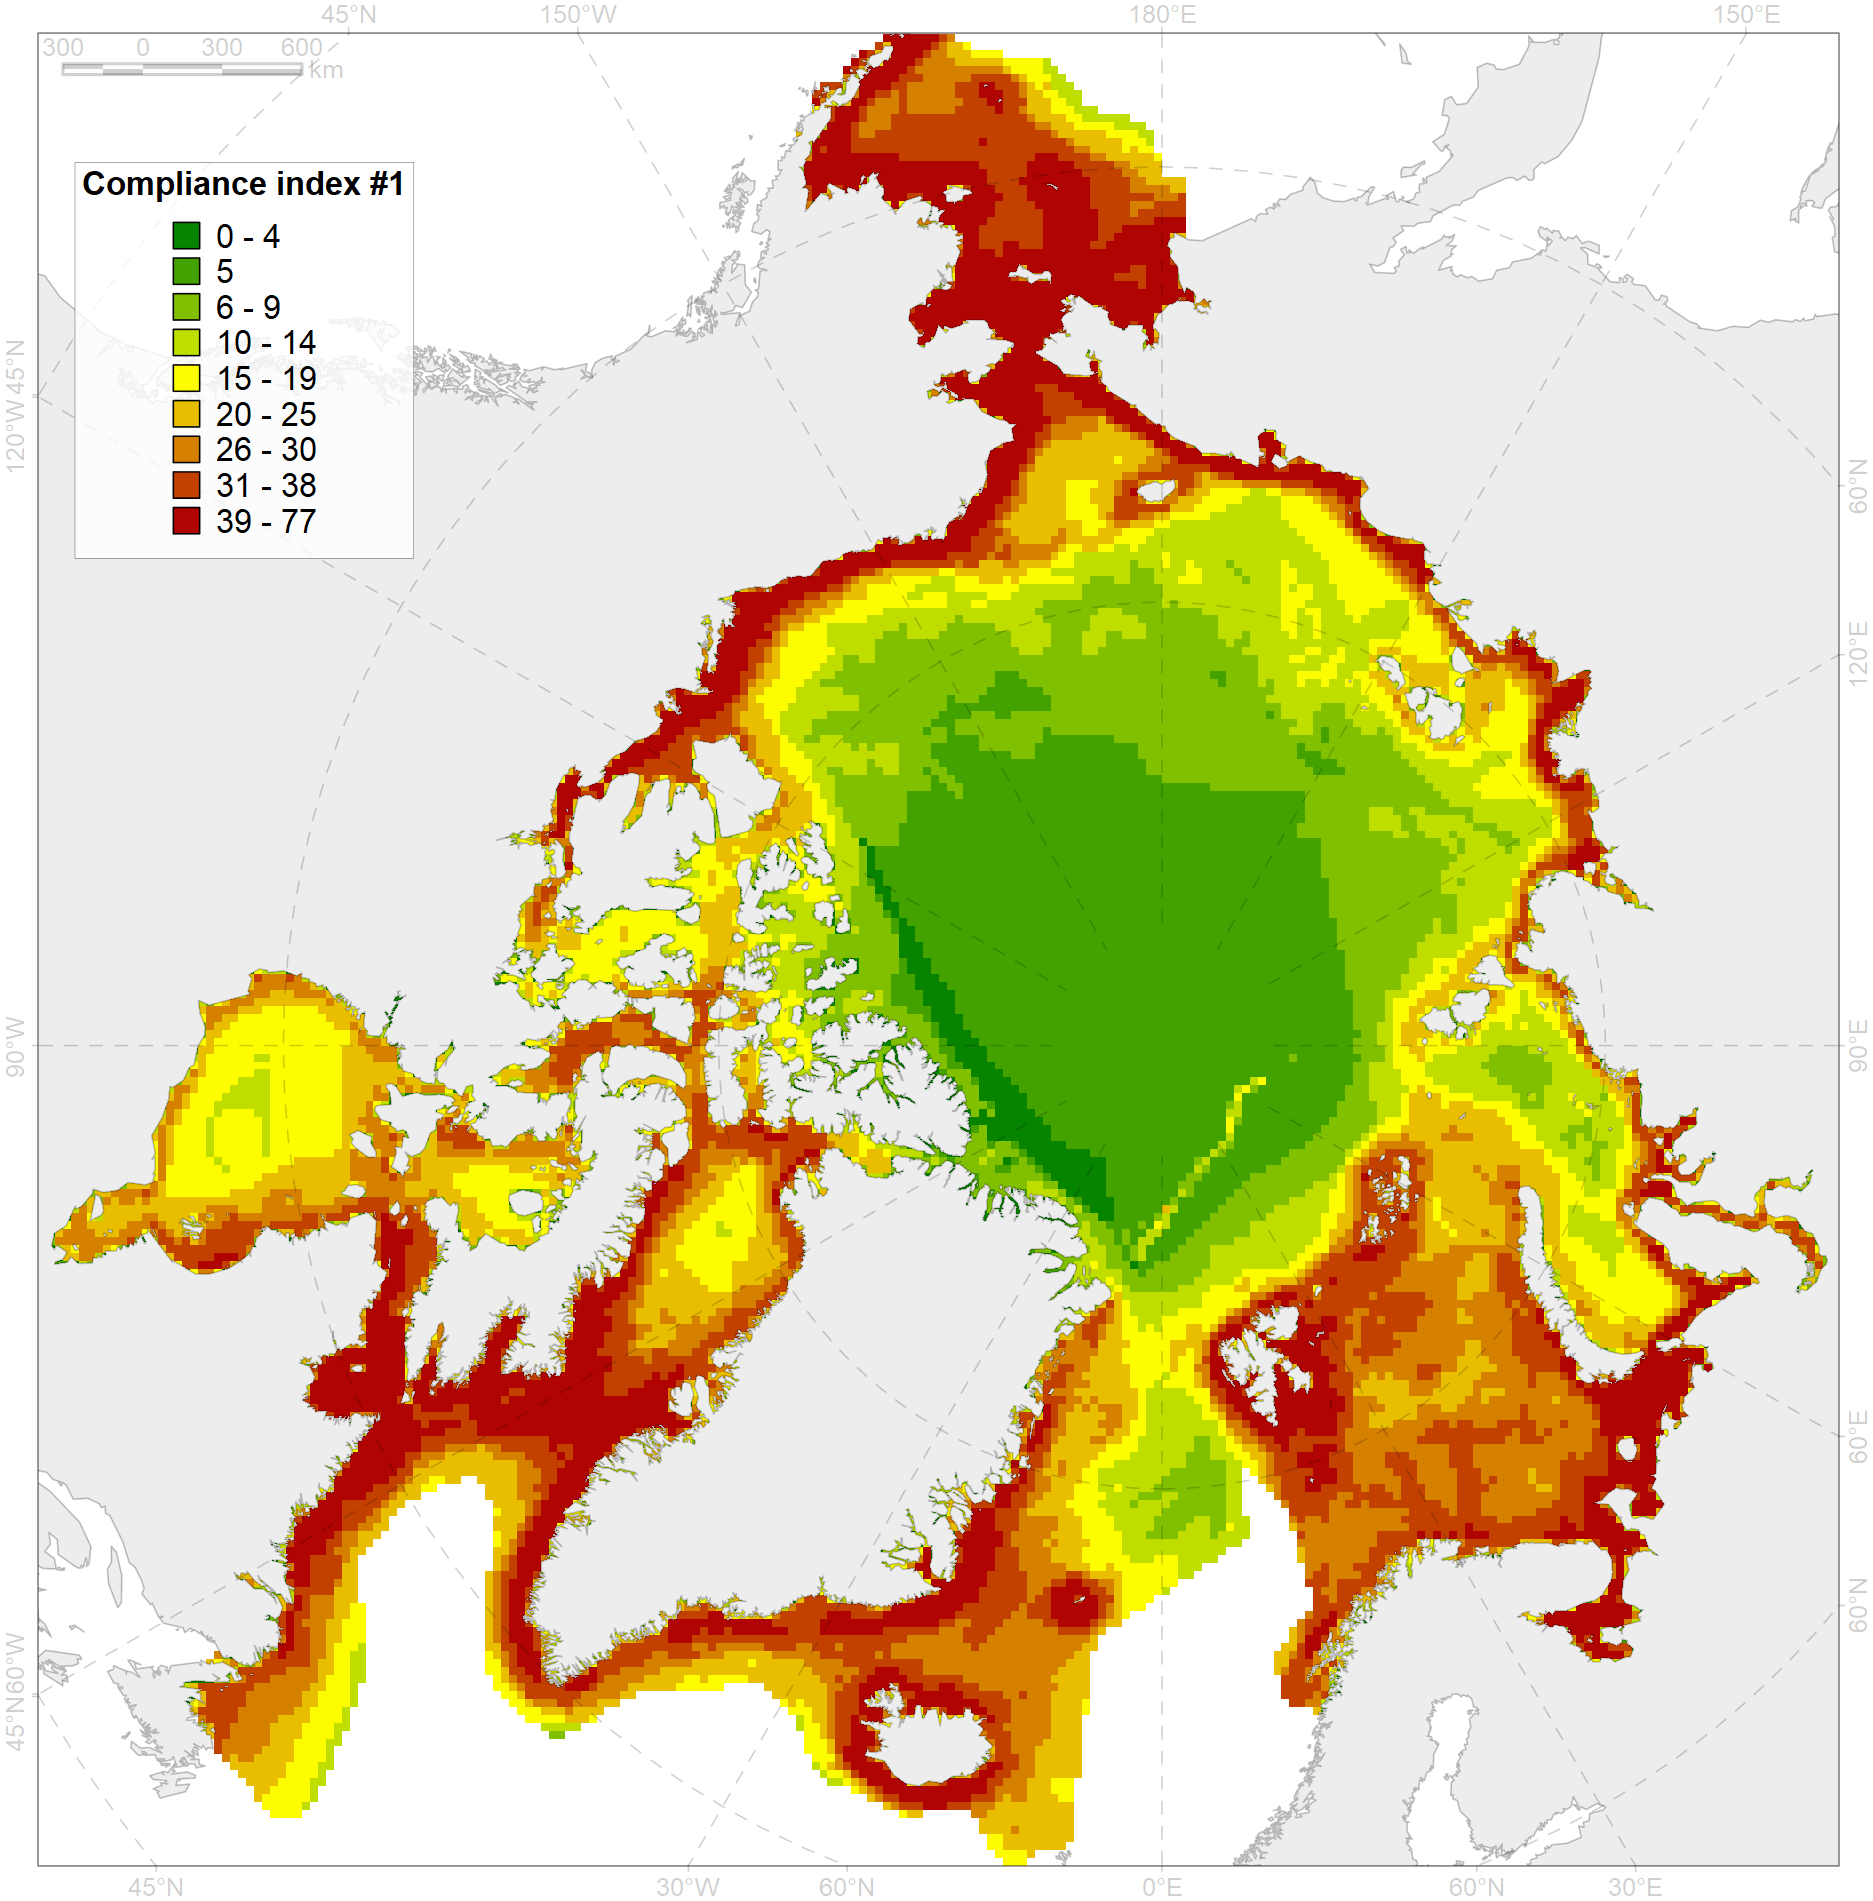 45°N 150°W 180°E 150°E
300 0 300 600
km
Compliance index #1
0 - 4
5
6 - 9
10 - 14
15 - 19
20 - 25
26 - 30
31 - 38
39 - 77
120°W 45°N
90°W
45°N 60°W
60°N
120°E
90°E
60°E
60°N
45°N 30°W 60°N 0°E 60°N 30°E